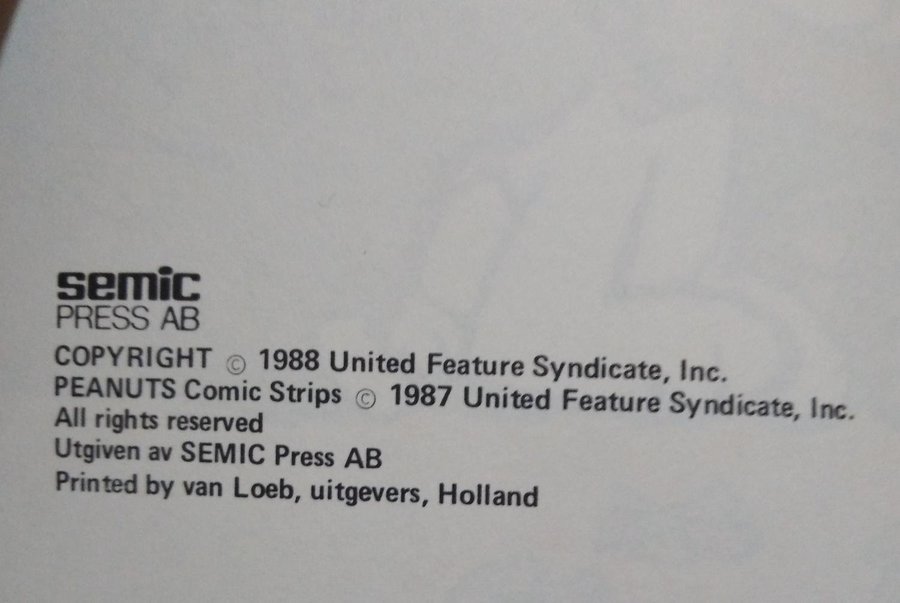 semic
PRESS AB
COPYRIGHT © 1988 United Feature Syndicate, Inc.
PEANUTS Comic Strips © 1987 United Feature Syndicate, Inc.
All rights reserved
Utgiven av SEMIC Press AB
Printed by van Loeb, uitgevers, Holland